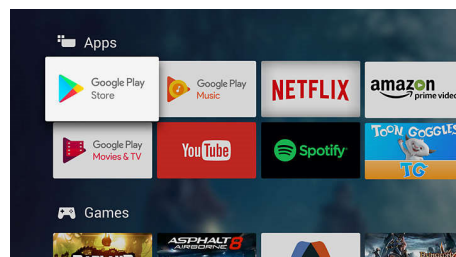 Apps
Google Play
Store
Google Play
Music
NETFLIX
amazon
prime video
Google Play
Movies & TV
YouTube
Spotify
TOON GOGGLES
TG
Games
BADLAND
ASPHALT 8
AIRBORNE